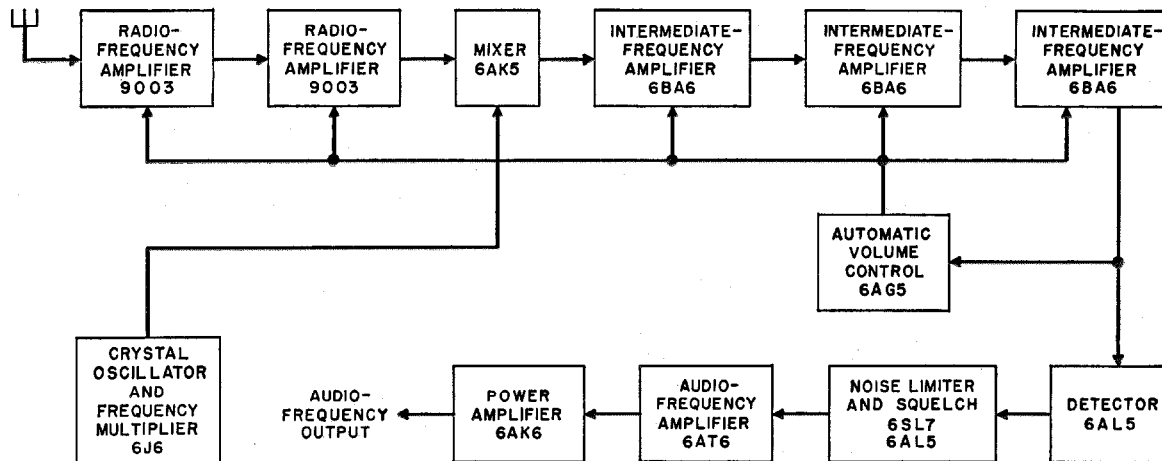 RADIO-
FREQUENCY
AMPLIFIER
9003
RADIO-
FREQUENCY
AMPLIFIER
9003
MIXER
6AK5
INTERMEDIATE-
FREQUENCY
AMPLIFIER
6BA6
INTERMEDIATE-
FREQUENCY
AMPLIFIER
6BA6
INTERMEDIATE-
FREQUENCY
AMPLIFIER
6BA6
AUTOMATIC
VOLUME
CONTROL
6AG5
CRYSTAL
OSCILLATOR
AND
FREQUENCY
MULTIPLIER
6J6
AUDIO-
FREQUENCY
OUTPUT
POWER
AMPLIFIER
6AK6
AUDIO-
FREQUENCY
AMPLIFIER
6AT6
NOISE LIMITER
AND SQUELCH
6SL7
6AL5
DETECTOR
6AL5